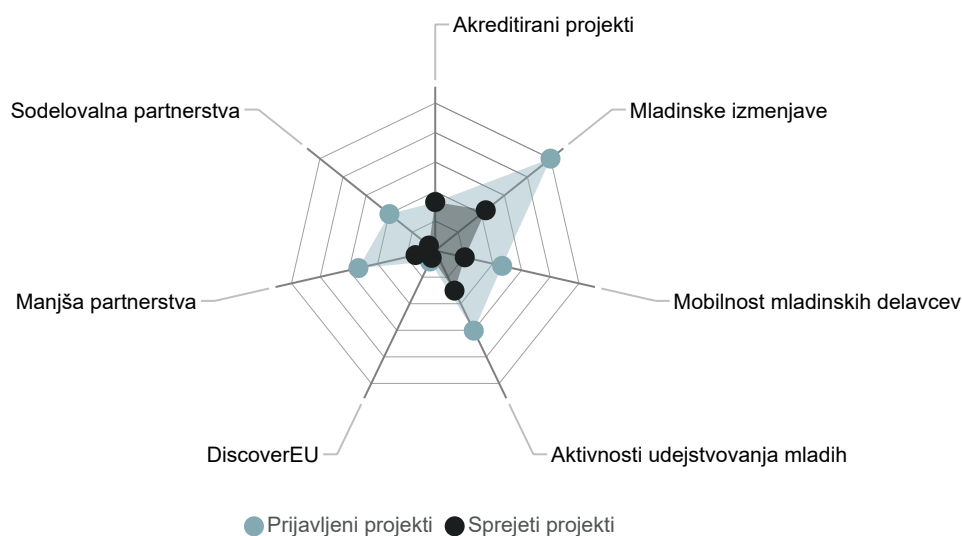 Akreditirani projekti
Sodelovalna partnerstva
Mladinske izmenjave
Manjša partnerstva
Mobilnost mladinskih delavcev
DiscoverEU
Aktivnosti udejstvovanja mladih
Prijavljeni projekti Sprejeti projekti